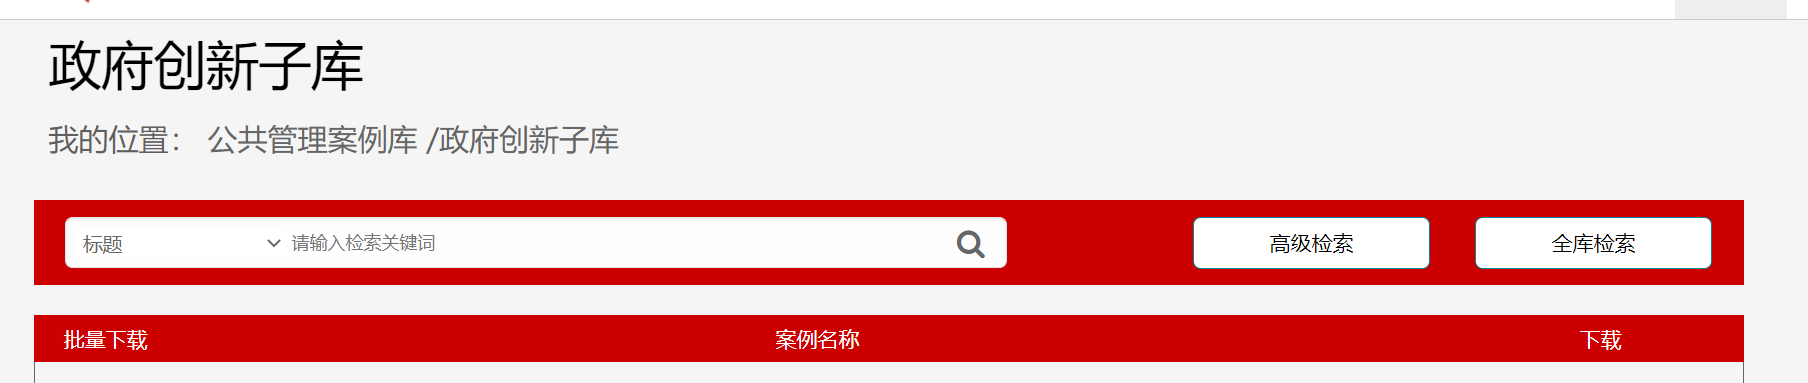 政府创新子库
我的位置： 公共管理案例库 /政府创新子库
标题 请输入检索关键词 高级检索 全库检索
批量下载 案例名称 下载